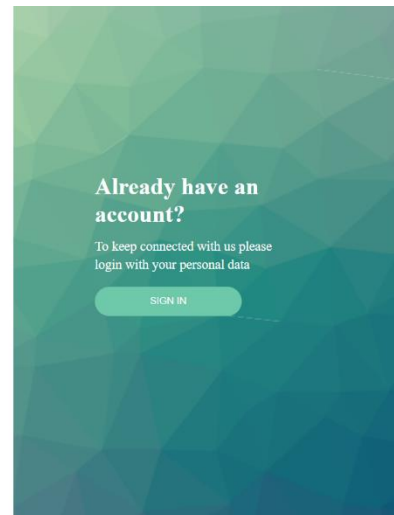 Already have an
account?
To keep connected with us please
login with your personal data
SIGN IN